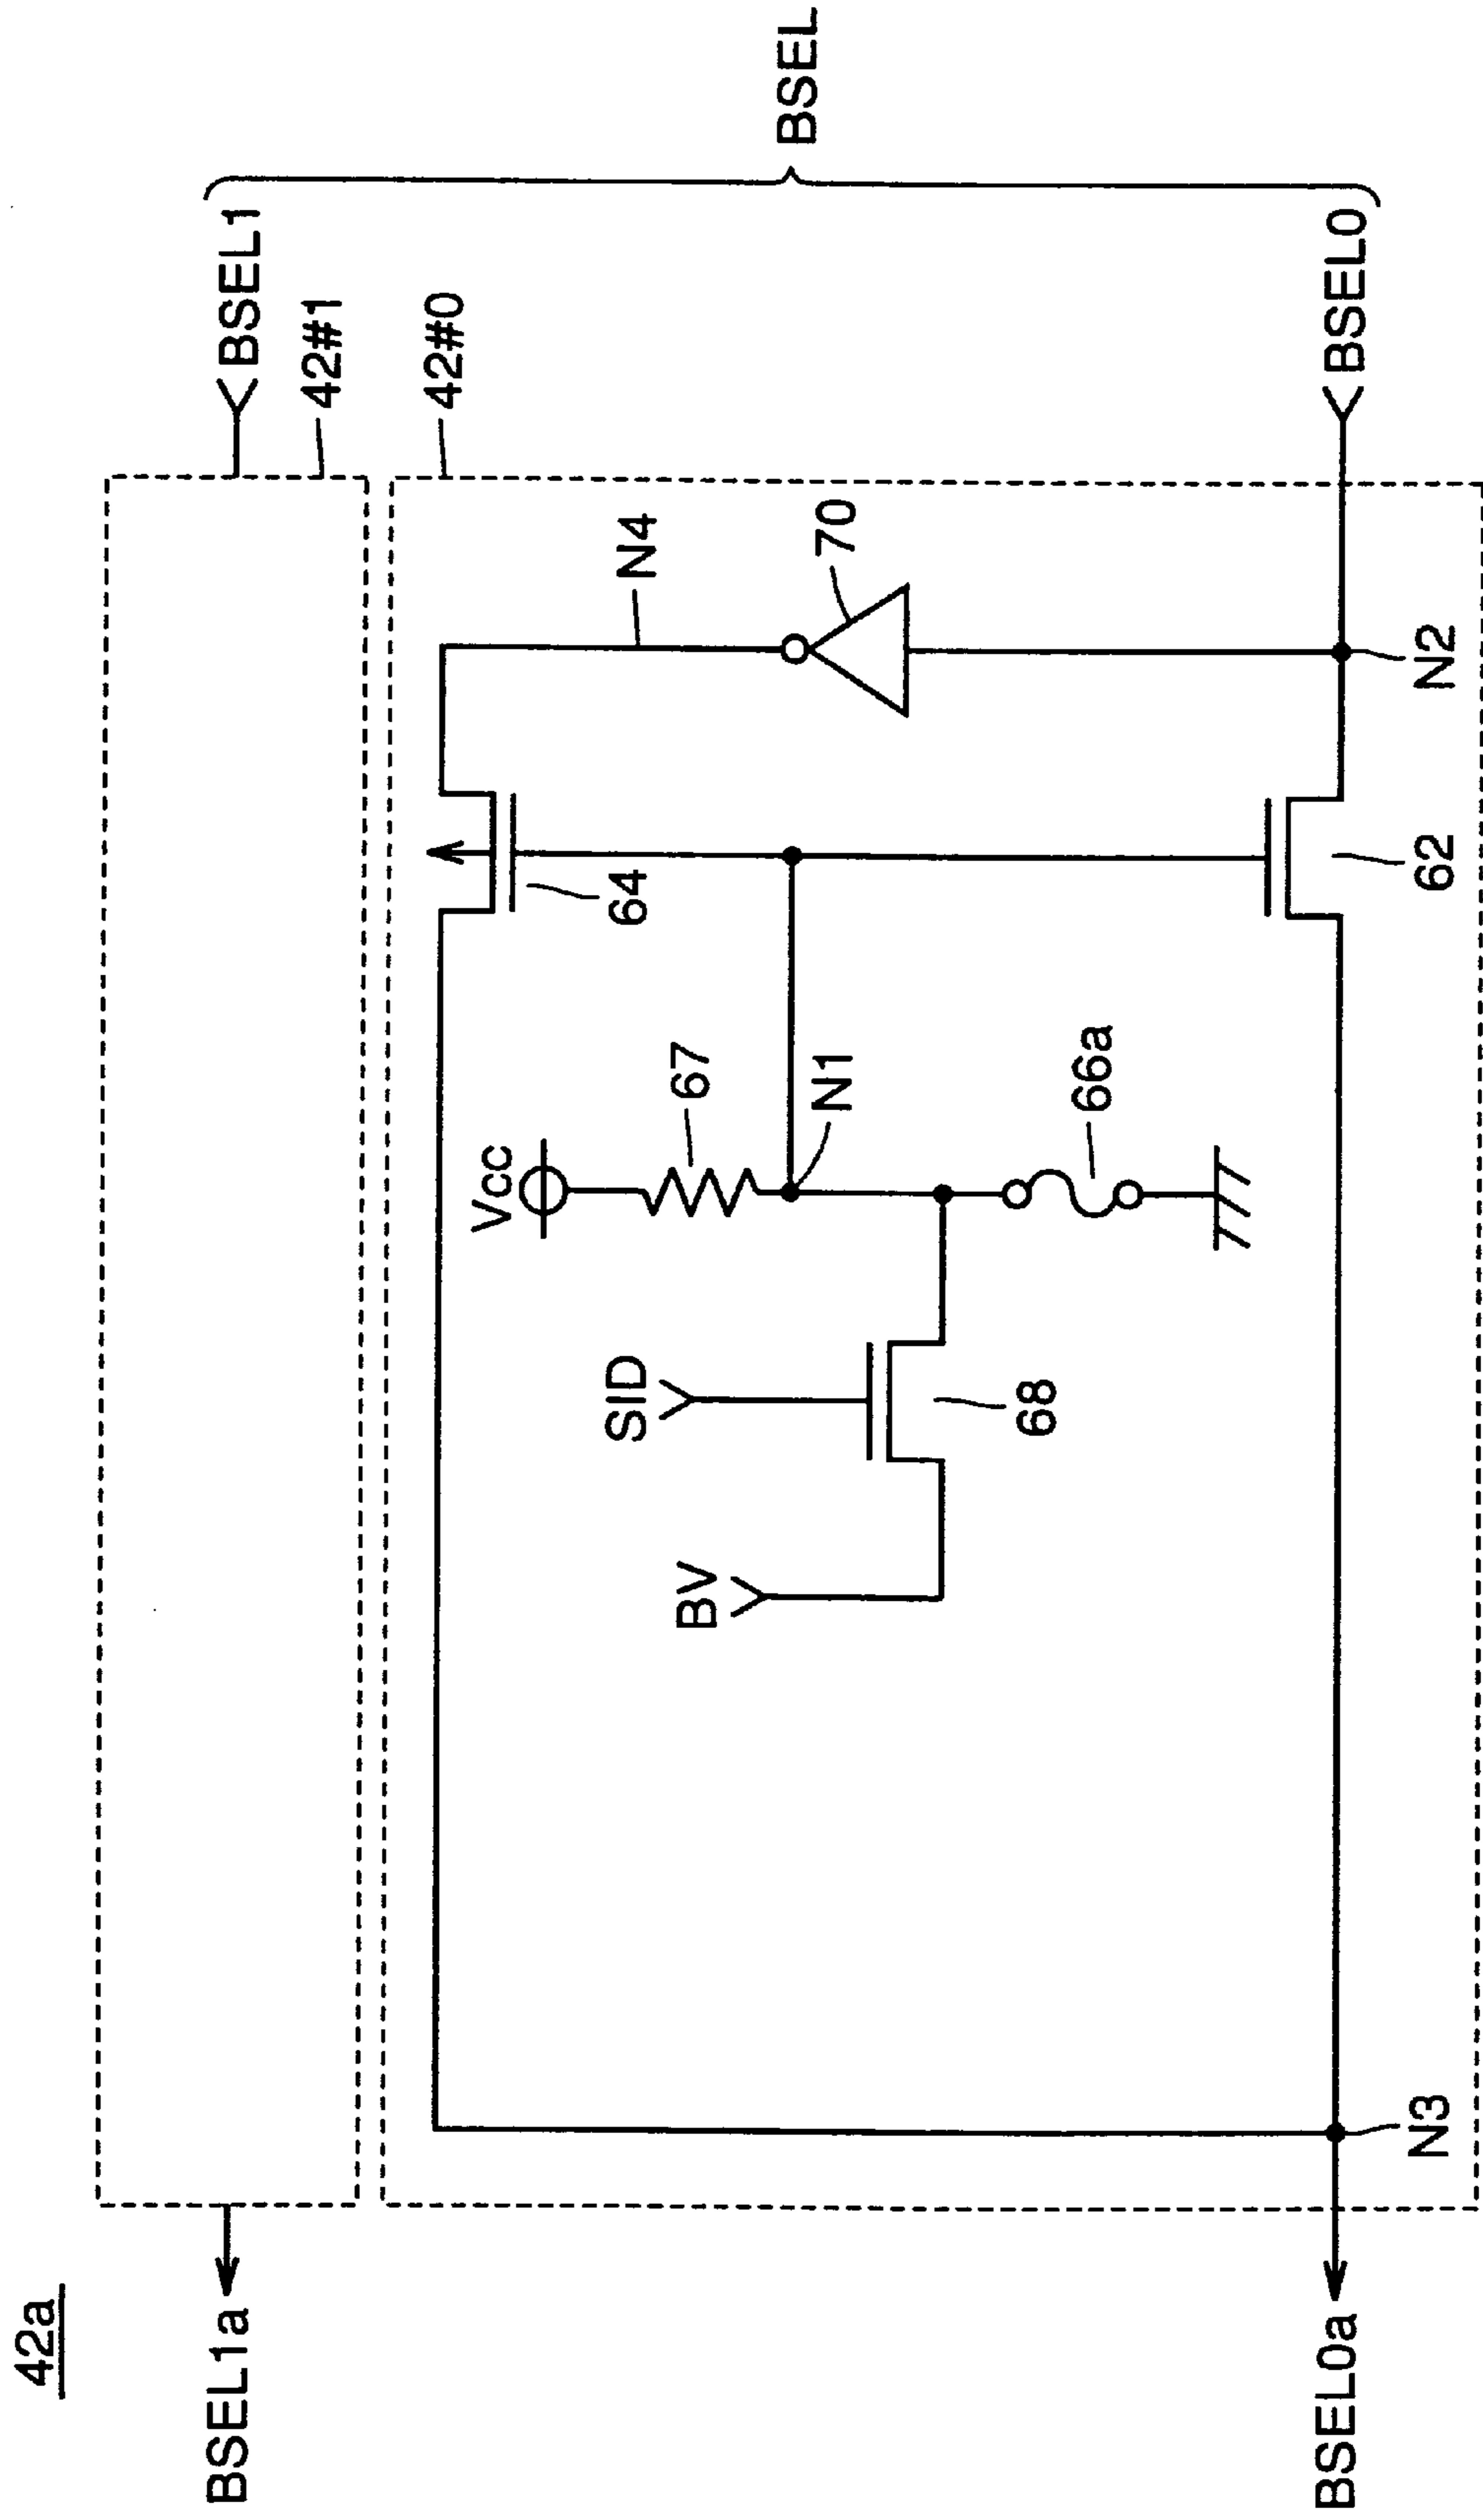 42a
BSEL1a
BSEL1
42#1
42#0
BSEL
Vcc
67
64
N4
SID
BV
N1
70
68
66a
BSEL0a
BSEL0
N3
62
N2